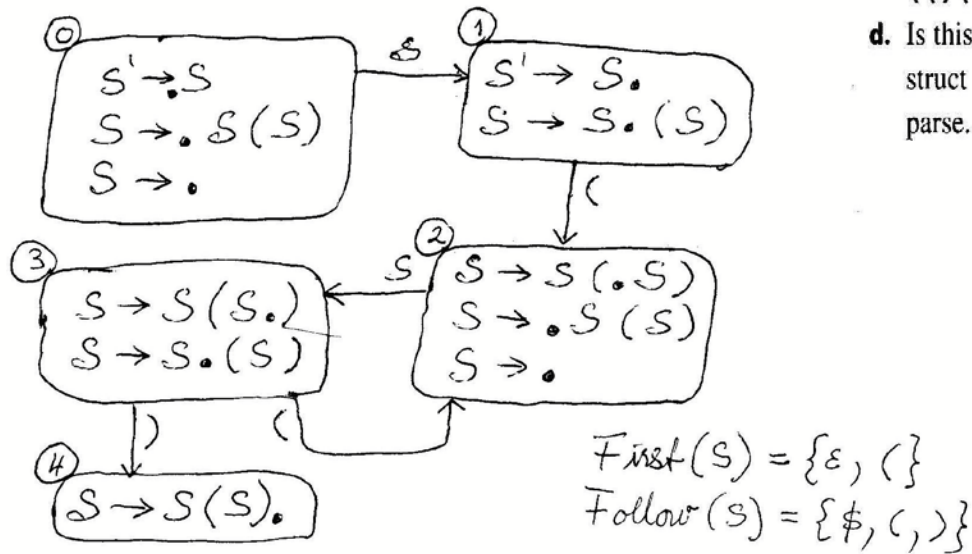 0
S' → .S
S → . S (S)
S → .
S
1
S' → S.
S → S. (S)
(
d. Is this
struct
parse.
2
S → S (. S)
S → . S (S)
S → .
S
3
S → S (S.)
S → S. (S)
)
(
4
S → S (S).
First (S) = {ε, (}
Follow (S) = {$, (, )}